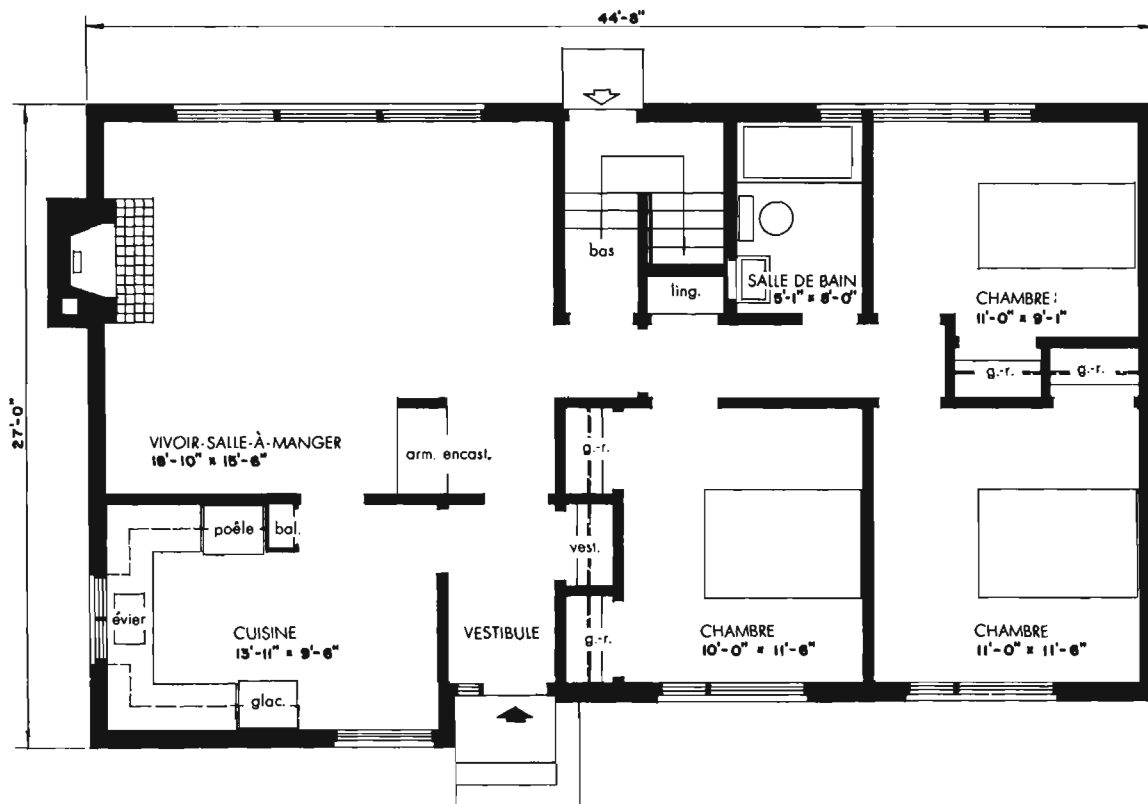 44'-8"
27'-0"
bas
ling.
SALLE DE BAIN
5'-1" x 8'-0"
CHAMBRE
11'-0" x 9'-1"
g.-r.
g.-r.
VIVOIR-SALLE-À-MANGER
18'-10" x 15'-6"
arm. encast.
g.-r.
poêle
bal.
vest.
évier
CUISINE
13'-11" x 9'-6"
VESTIBULE
g.-r.
CHAMBRE
10'-0" x 11'-6"
CHAMBRE
11'-0" x 11'-6"
glac.